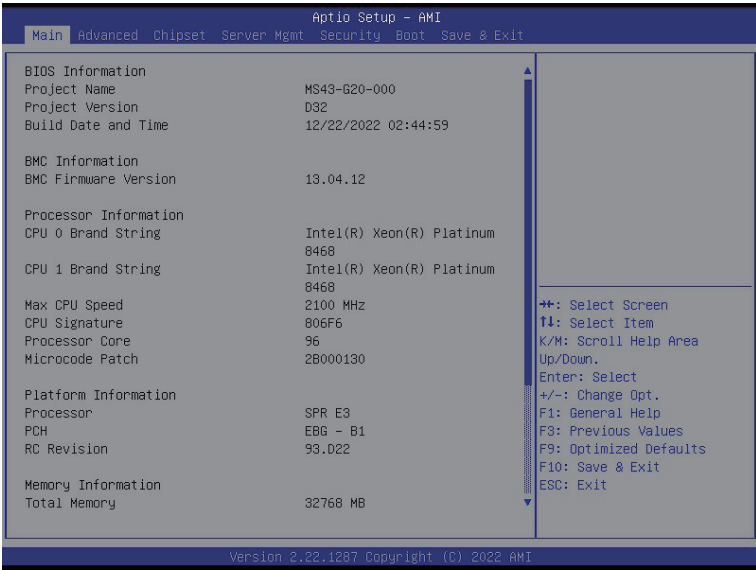 Aptio Setup – AMI
Main Advanced Chipset Server Mgmt Security Boot Save & Exit
BIOS Information
Project Name MS43-G20-000
Project Version D32
Build Date and Time 12/22/2022 02:44:59
BMC Information
BMC Firmware Version 13.04.12
Processor Information
CPU 0 Brand String Intel(R) Xeon(R) Platinum
8468
CPU 1 Brand String Intel(R) Xeon(R) Platinum
8468
Max CPU Speed 2100 MHz
CPU Signature 806F6
Processor Core 96
Microcode Patch 2B000130
Platform Information
Processor SPR E3
PCH EBG - B1
RC Revision 93.D22
Memory Information
Total Memory 32768 MB
→←: Select Screen
↑↓: Select Item
K/M: Scroll Help Area
Up/Down.
Enter: Select
+/-: Change Opt.
F1: General Help
F3: Previous Values
F9: Optimized Defaults
F10: Save & Exit
ESC: Exit
Version 2.22.1287 Copyright (C) 2022 AMI